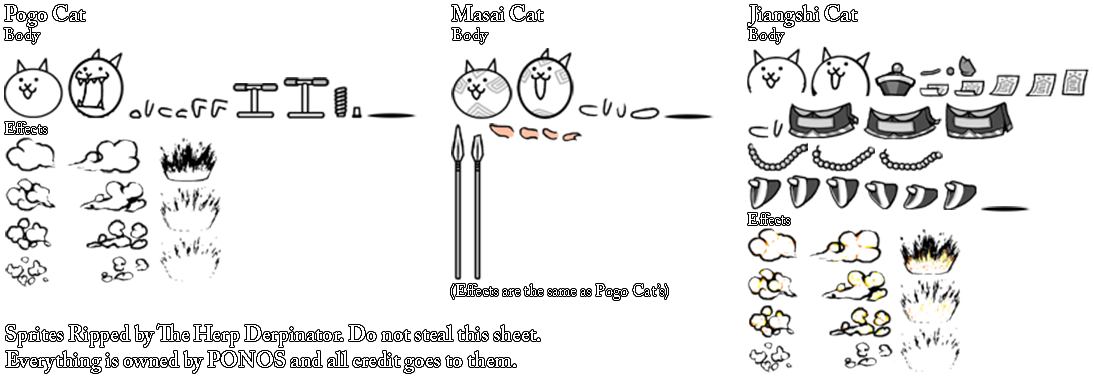 Pogo Cat
Body
Effects
Masai Cat
Body
(Effects are the same as Pogo Cat's)
Jiangshi Cat
Body
Effects
Sprites Ripped by The Herp Derpinator. Do not steal this sheet.
Everything is owned by PONOS and all credit goes to them.